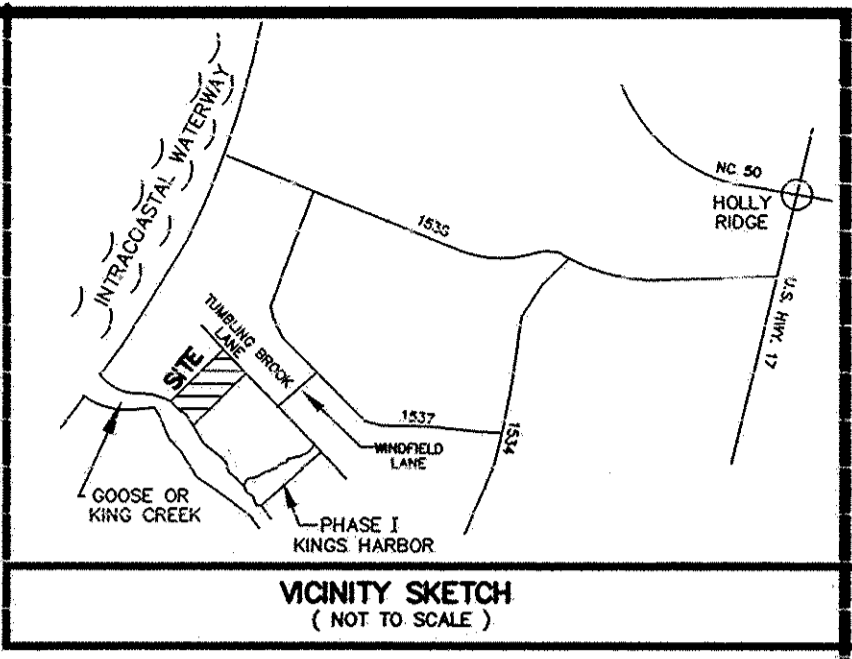 INTRACOASTAL WATERWAY
NC 50
HOLLY
RIDGE
1538
U.S. HWY. 17
TUMBLING BROOK
LANE
SITE
1537
1534
WINDFIELD
LANE
GOOSE OR
KING CREEK
PHASE I
KINGS HARBOR
VICINITY SKETCH
( NOT TO SCALE )